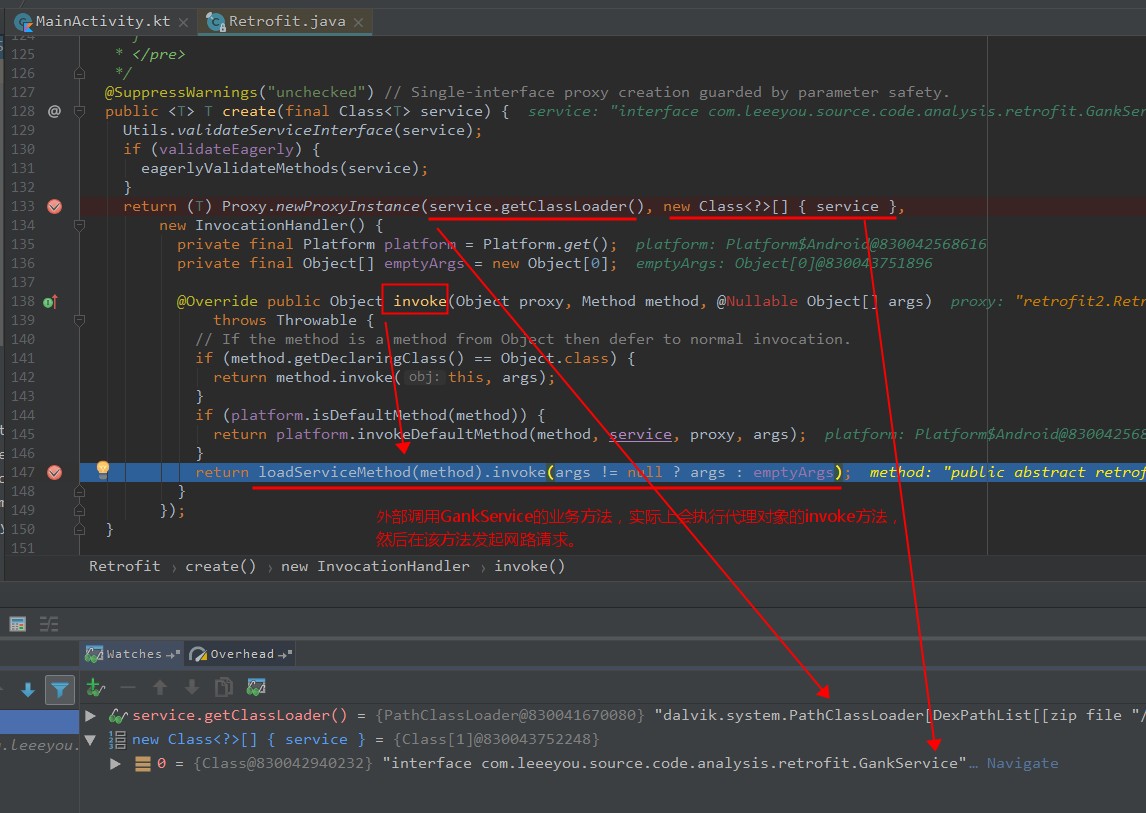 MainActivity.kt
Retrofit.java
124 }
125 * </pre>
126 */
127 @SuppressWarnings("unchecked") // Single-interface proxy creation guarded by parameter safety.
128 @ public <T> T create(final Class<T> service) { service: "interface com.leeeyou.source.code.analysis.retrofit.GankSer
129 Utils.validateServiceInterface(service);
130 if (validateEagerly) {
131 eagerlyValidateMethods(service);
132 }
133 return (T) Proxy.newProxyInstance(service.getClassLoader(), new Class<?>[] { service },
134 new InvocationHandler() {
135 private final Platform platform = Platform.get(); platform: Platform$Android@830042568616
136 private final Object[] emptyArgs = new Object[0]; emptyArgs: Object[0]@830043751896
137
138 @Override public Object invoke(Object proxy, Method method, @Nullable Object[] args) proxy: "retrofit2.Retr
139 throws Throwable {
140 // If the method is a method from Object then defer to normal invocation.
141 if (method.getDeclaringClass() == Object.class) {
142 return method.invoke( obj: this, args);
143 }
144 if (platform.isDefaultMethod(method)) {
145 return platform.invokeDefaultMethod(method, service, proxy, args); platform: Platform$Android@8300425686
146 }
147 return loadServiceMethod(method).invoke(args != null ? args : emptyArgs); method: "public abstract retrof
148 }
149 });
150 }
151
外部调用GankService的业务方法，实际上会执行代理对象的invoke方法，
然后在该方法发起网路请求。
Retrofit › create() › new InvocationHandler › invoke()
Watches
Overhead
service.getClassLoader() = {PathClassLoader@830041670080} "dalvik.system.PathClassLoader[DexPathList[[zip file "/
new Class<?>[] { service } = {Class[1]@830043752248}
.leeeyou.
0 = {Class@830042940232} "interface com.leeeyou.source.code.analysis.retrofit.GankService"… Navigate